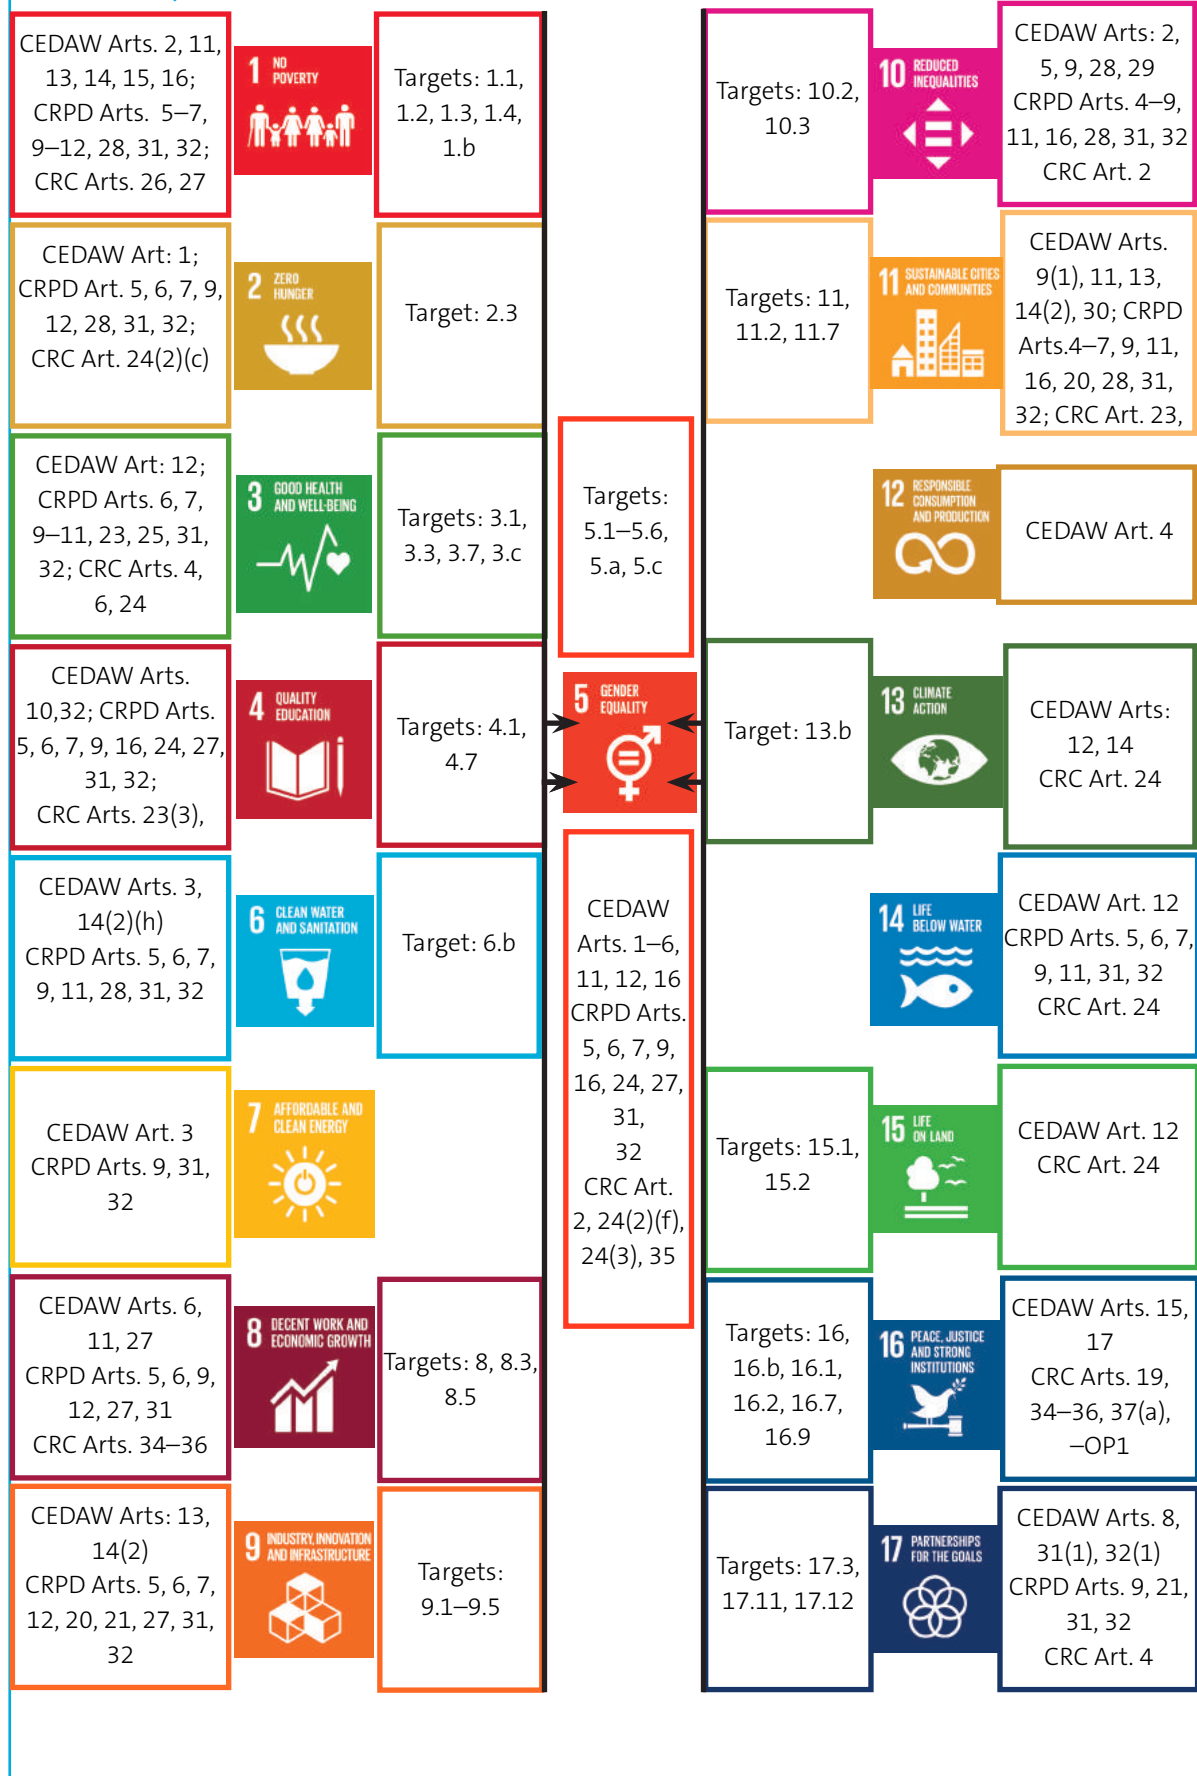 CEDAW Arts. 2, 11,
13, 14, 15, 16;
CRPD Arts.  5–7,
9–12, 28, 31, 32;
CRC Arts. 26, 27
1 NO
POVERTY
Targets: 1.1,
1.2, 1.3, 1.4,
1.b
CEDAW Art: 1;
CRPD Art. 5, 6, 7, 9,
12, 28, 31, 32;
CRC Art. 24(2)(c)
2 ZERO
HUNGER
Target: 2.3
CEDAW Art: 12;
CRPD Arts. 6, 7,
9–11, 23, 25, 31,
32; CRC Arts. 4,
6, 24
3 GOOD HEALTH
AND WELL-BEING
Targets: 3.1,
3.3, 3.7, 3.c
CEDAW Arts.
10,32; CRPD Arts.
5, 6, 7, 9, 16, 24, 27,
31, 32;
CRC Arts. 23(3),
4 QUALITY
EDUCATION
Targets: 4.1,
4.7
CEDAW Arts. 3,
14(2)(h)
CRPD Arts. 5, 6, 7,
9, 11, 28, 31, 32
6 CLEAN WATER
AND SANITATION
Target: 6.b
CEDAW Art. 3
CRPD Arts. 9, 31,
32
7 AFFORDABLE AND
CLEAN ENERGY
CEDAW Arts. 6,
11, 27
CRPD Arts. 5, 6, 9,
12, 27, 31
CRC Arts. 34–36
8 DECENT WORK AND
ECONOMIC GROWTH
Targets: 8, 8.3,
8.5
CEDAW Arts: 13,
14(2)
CRPD Arts. 5, 6, 7,
12, 20, 21, 27, 31,
32
9 INDUSTRY, INNOVATION
AND INFRASTRUCTURE
Targets:
9.1–9.5
Targets:
5.1–5.6,
5.a, 5.c
5 GENDER
EQUALITY
CEDAW
Arts. 1–6,
11, 12, 16
CRPD Arts.
5, 6, 7, 9,
16, 24, 27,
31,
32
CRC Art.
2, 24(2)(f),
24(3), 35
Targets: 10.2,
10.3
10 REDUCED
INEQUALITIES
CEDAW Arts: 2,
5, 9, 28, 29
CRPD Arts. 4–9,
11, 16, 28, 31, 32
CRC Art. 2
Targets: 11,
11.2, 11.7
11 SUSTAINABLE CITIES
AND COMMUNITIES
CEDAW Arts.
9(1), 11, 13,
14(2), 30; CRPD
Arts.4–7, 9, 11,
16, 20, 28, 31,
32; CRC Art. 23,
12 RESPONSIBLE
CONSUMPTION
AND PRODUCTION
CEDAW Art. 4
Target: 13.b
13 CLIMATE
ACTION
CEDAW Arts:
12, 14
CRC Art. 24
14 LIFE
BELOW WATER
CEDAW Art. 12
CRPD Arts. 5, 6, 7,
9, 11, 31, 32
CRC Art. 24
Targets: 15.1,
15.2
15 LIFE
ON LAND
CEDAW Art. 12
CRC Art. 24
Targets: 16,
16.b, 16.1,
16.2, 16.7,
16.9
16 PEACE, JUSTICE
AND STRONG
INSTITUTIONS
CEDAW Arts. 15,
17
CRC Arts. 19,
34–36, 37(a),
–OP1
Targets: 17.3,
17.11, 17.12
17 PARTNERSHIPS
FOR THE GOALS
CEDAW Arts. 8,
31(1), 32(1)
CRPD Arts. 9, 21,
31, 32
CRC Art. 4